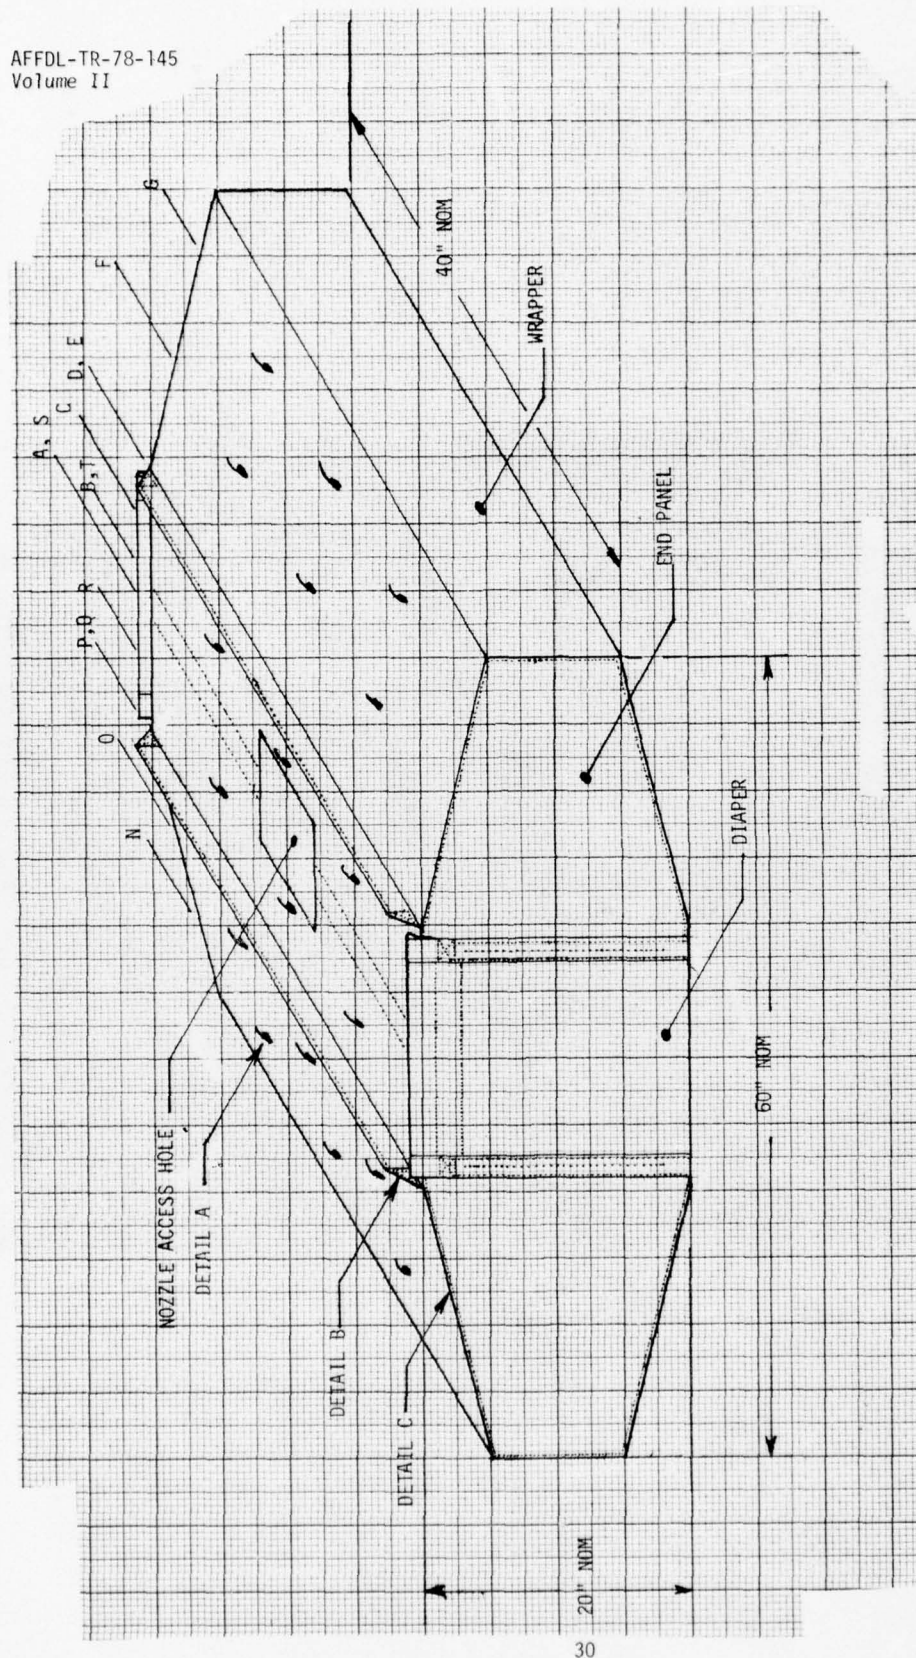 AFFDL-TR-78-145
Volume II
G
F
D, E
C
A, S
B,T
R
P,Q
O
N
40" NOM
WRAPPER
END PANEL
DIAPER
60" NOM
NOZZLE ACCESS HOLE
DETAIL A
DETAIL B
DETAIL C
20" NOM
30